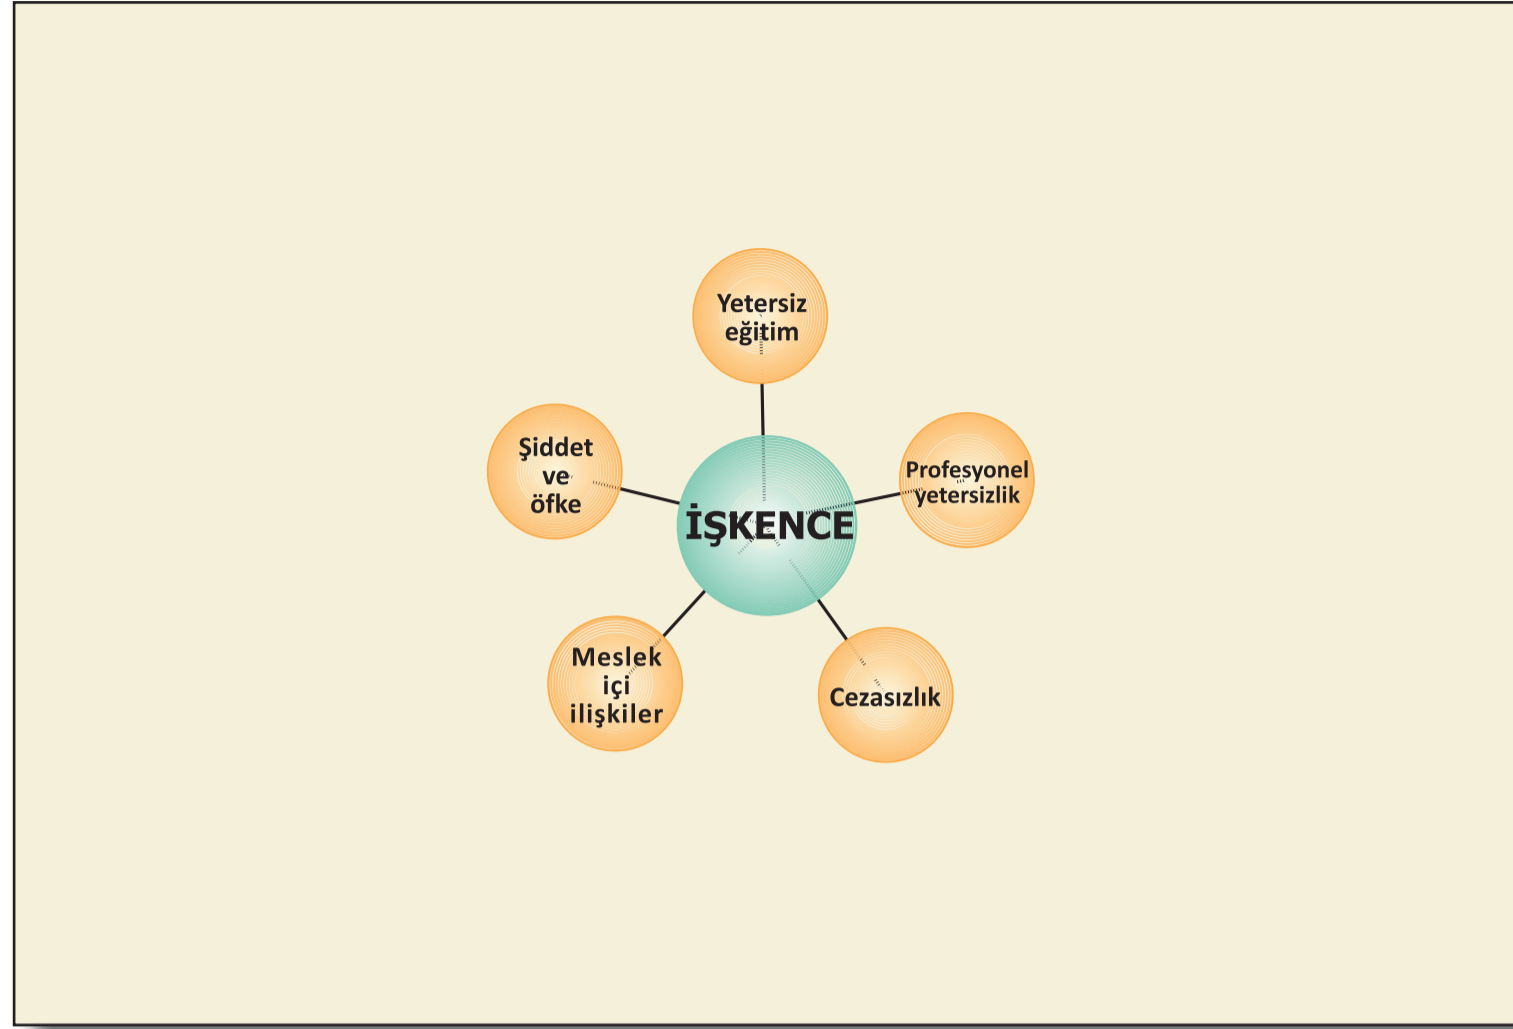 Yetersiz
eğitim
Şiddet
ve
öfke
Profesyonel
yetersizlik
İŞKENCE
Meslek
içi
ilişkiler
Cezasızlık